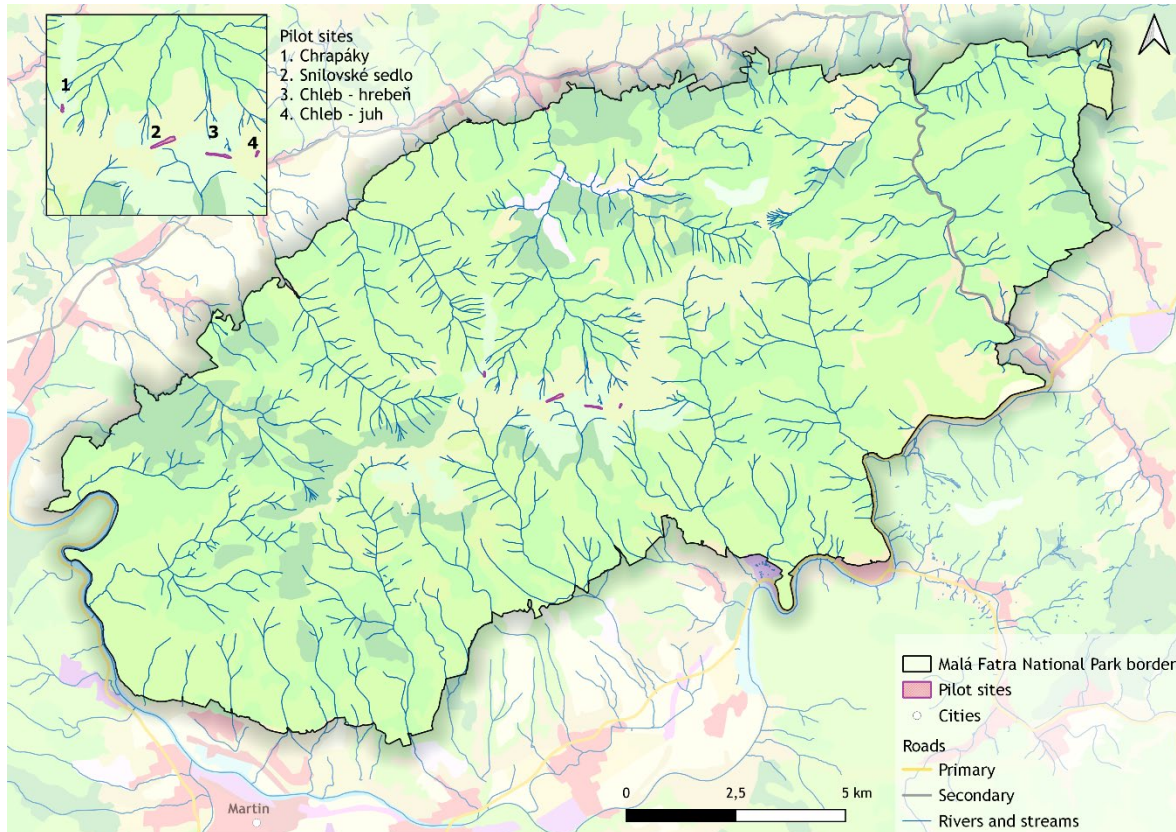 Pilot sites
1. Chrapáky
2. Snilovské sedlo
3. Chleb - hrebeň
4. Chleb - juh
1
2
3
4
Malá Fatra National Park border
Pilot sites
Cities
Roads
Primary
Secondary
Rivers and streams
0
2,5
5 km
Martin